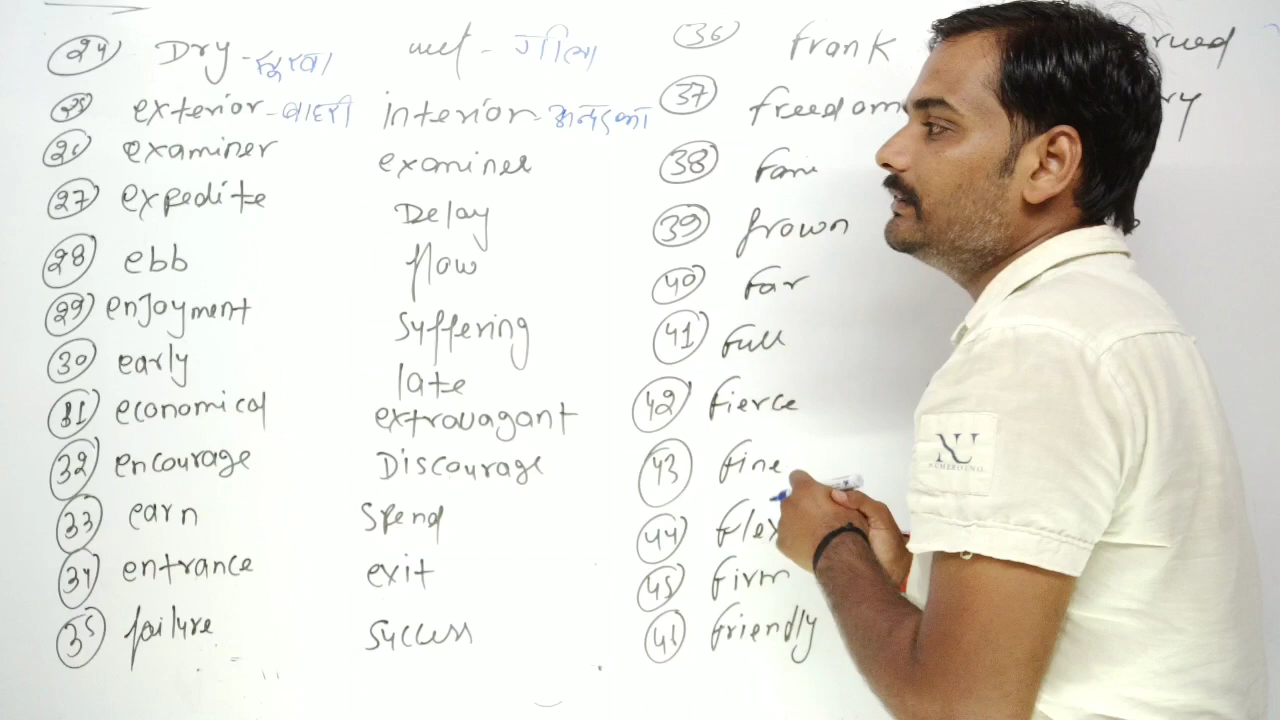 24 Dry - सूखा wet - गीला
25 exterior - बाहरी interior -
26 examiner examinee
27 expedite Delay
28 ebb flow
29 enjoyment suffering
30 early late
31 economical extravagant
32 encourage Discourage
33 earn spend
34 entrance exit
35 failure success
36 frank
37 freedom
38
39 frown
40 far
41 full
42 fierce
43 fine
44 flex
45 firm
46 friendly
NU